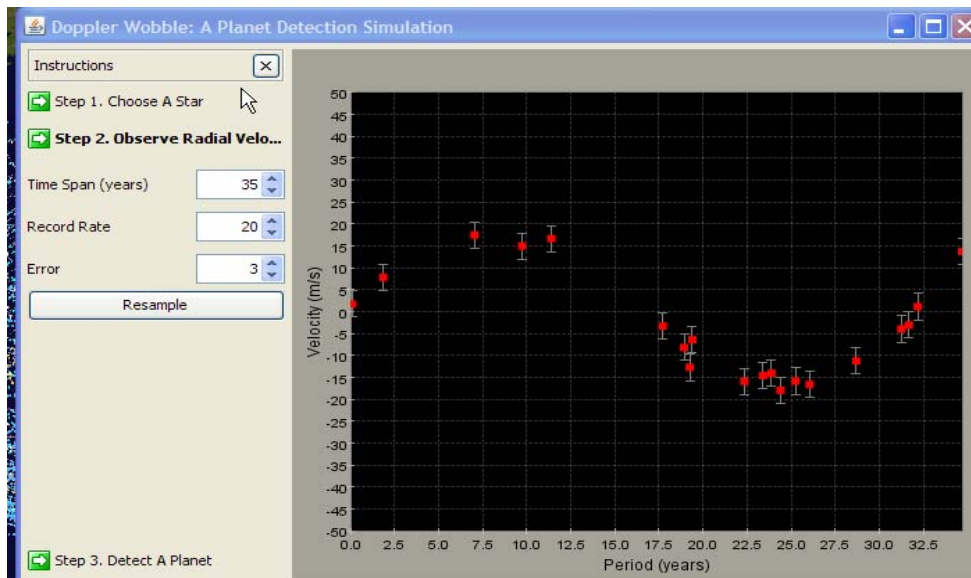 Doppler Wobble: A Planet Detection Simulation
Instructions
Step 1. Choose A Star
Step 2. Observe Radial Velo...
Time Span (years) 35
Record Rate 20
Error 3
Resample
Step 3. Detect A Planet
50
45
40
35
30
25
20
15
10
5
0
-5
-10
-15
-20
-25
-30
-35
-40
-45
-50
Velocity (m/s)
0.0 2.5 5.0 7.5 10.0 12.5 15.0 17.5 20.0 22.5 25.0 27.5 30.0 32.5
Period (years)